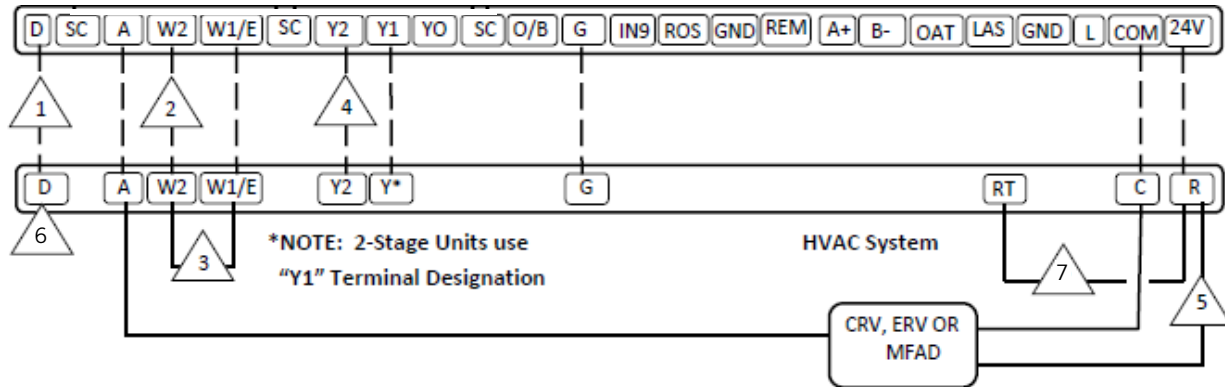 D SC A W2 W1/E SC Y2 Y1 YO SC O/B G IN9 ROS GND REM A+ B- OAT LAS GND L COM 24V
1 2 4
D A W2 W1/E Y2 Y* G RT C R
6 3 7 5
*NOTE: 2-Stage Units use
"Y1" Terminal Designation
HVAC System
CRV, ERV OR
MFAD